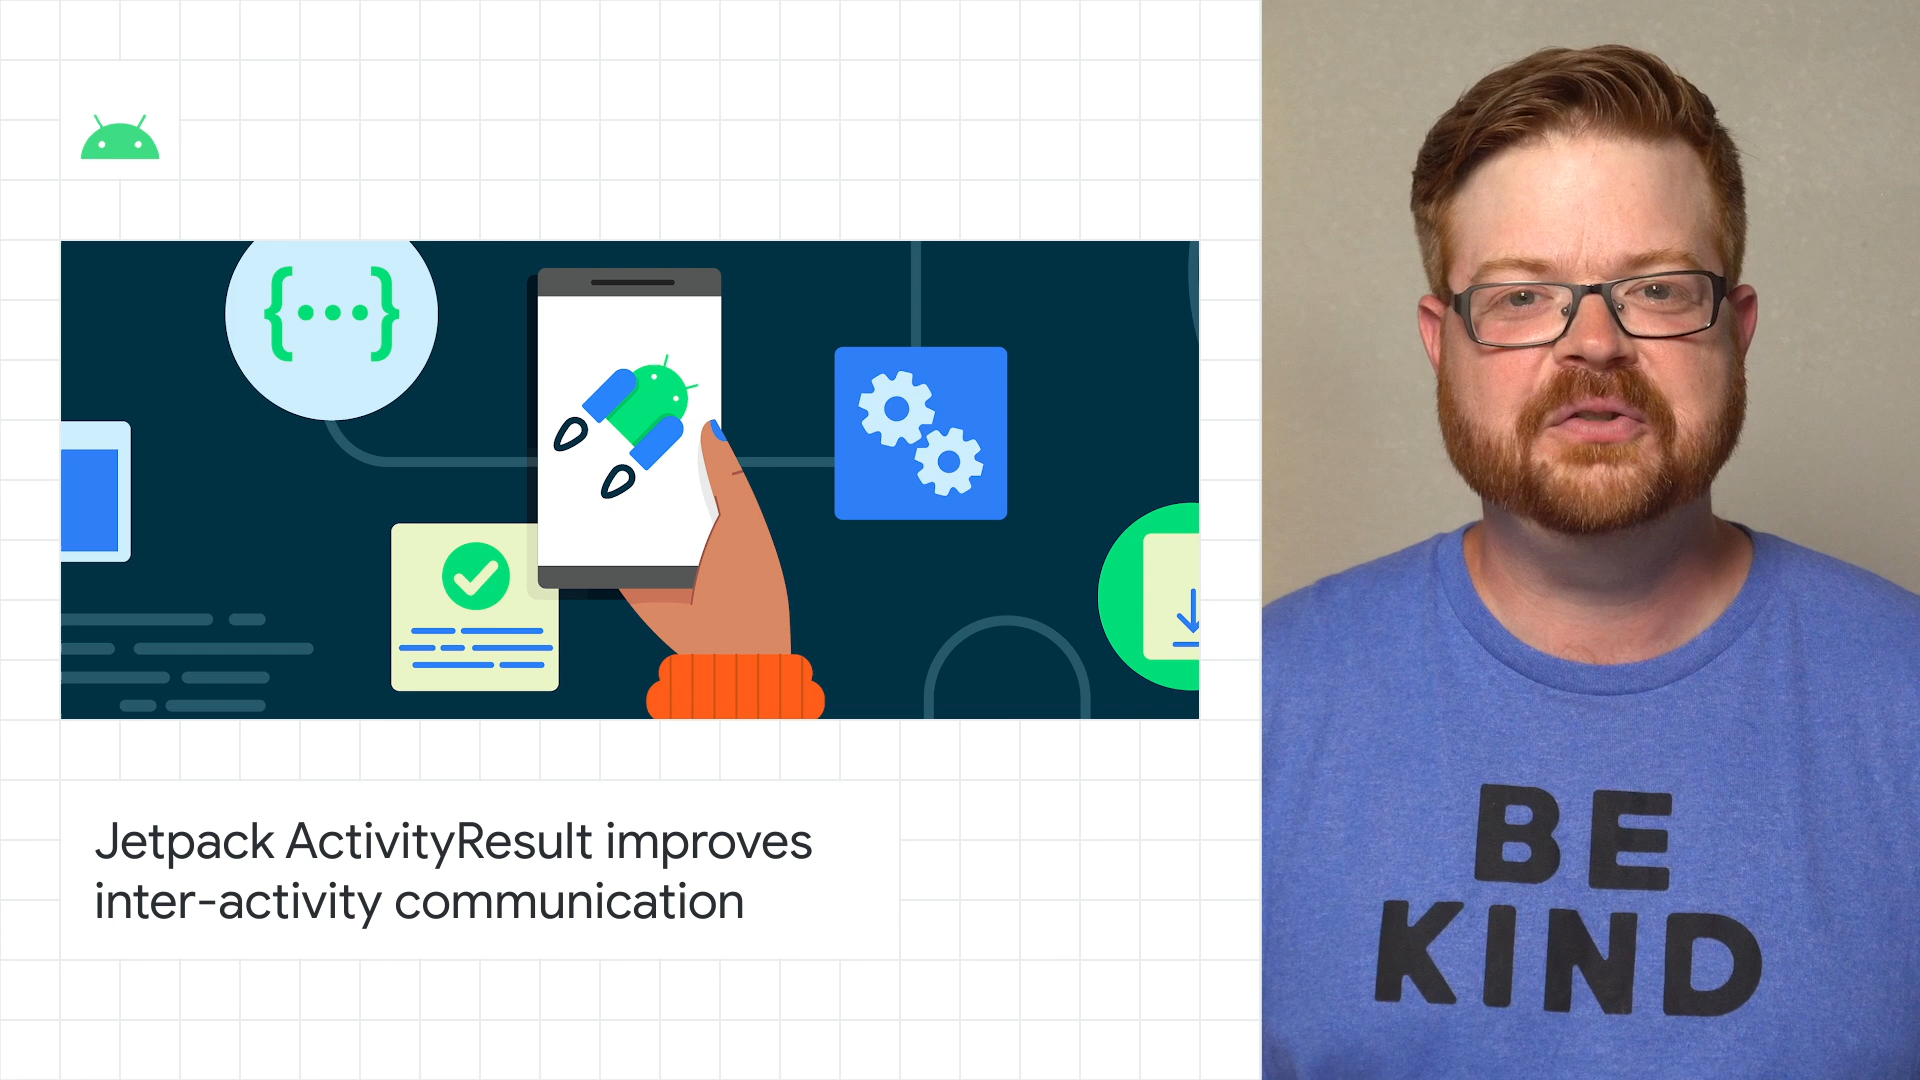 Jetpack ActivityResult improves
inter-activity communication
BE
KIND